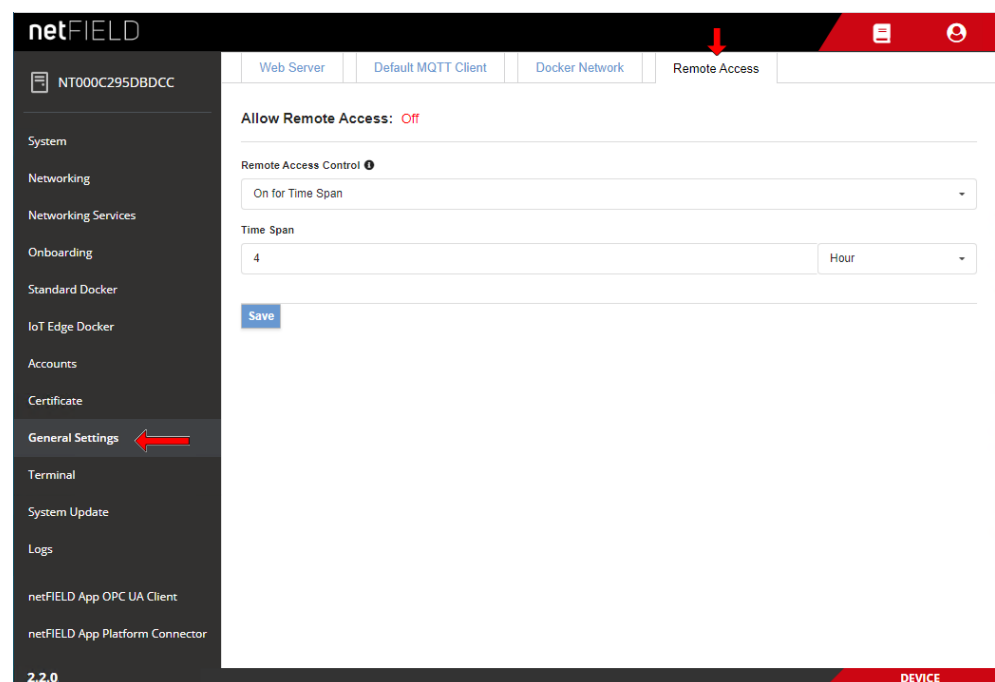 netFIELD
NT000C295DBDCC
System
Networking
Networking Services
Onboarding
Standard Docker
IoT Edge Docker
Accounts
Certificate
General Settings
Terminal
System Update
Logs
netFIELD App OPC UA Client
netFIELD App Platform Connector
2.2.0
Web Server Default MQTT Client Docker Network Remote Access
Allow Remote Access: Off
Remote Access Control
On for Time Span
Time Span
4 Hour
Save
DEVICE